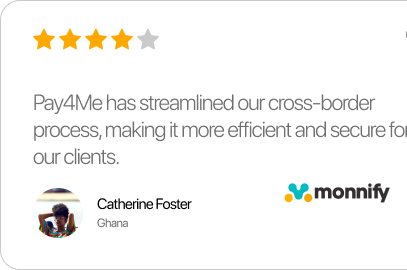 Pay4Me has streamlined our cross-border
process, making it more efficient and secure for
our clients.
Catherine Foster
Ghana
monnify